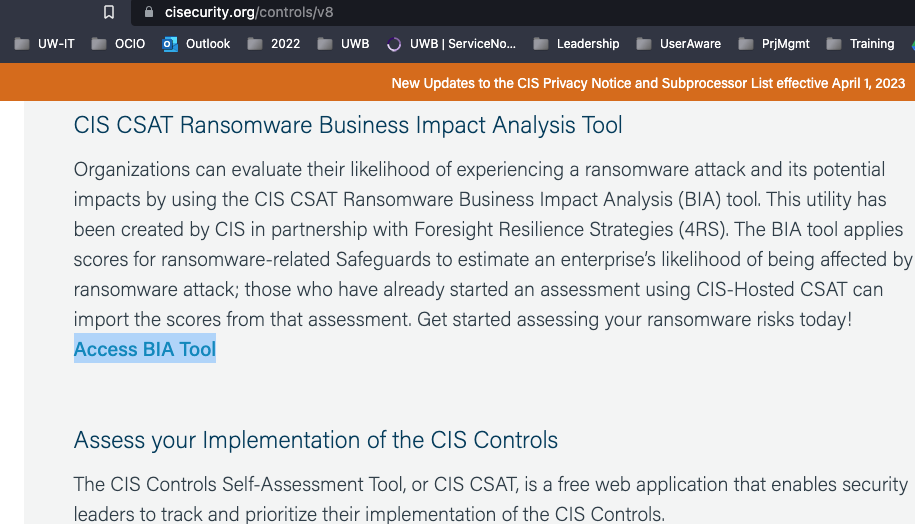 cisecurity.org/controls/v8
UW-IT OCIO Outlook 2022 UWB UWB | ServiceNo... Leadership UserAware PrjMgmt Training
New Updates to the CIS Privacy Notice and Subprocessor List effective April 1, 2023
CIS CSAT Ransomware Business Impact Analysis Tool
Organizations can evaluate their likelihood of experiencing a ransomware attack and its potential
impacts by using the CIS CSAT Ransomware Business Impact Analysis (BIA) tool. This utility has
been created by CIS in partnership with Foresight Resilience Strategies (4RS). The BIA tool applies
scores for ransomware-related Safeguards to estimate an enterprise’s likelihood of being affected by
ransomware attack; those who have already started an assessment using CIS-Hosted CSAT can
import the scores from that assessment. Get started assessing your ransomware risks today!
Access BIA Tool
Assess your Implementation of the CIS Controls
The CIS Controls Self-Assessment Tool, or CIS CSAT, is a free web application that enables security
leaders to track and prioritize their implementation of the CIS Controls.